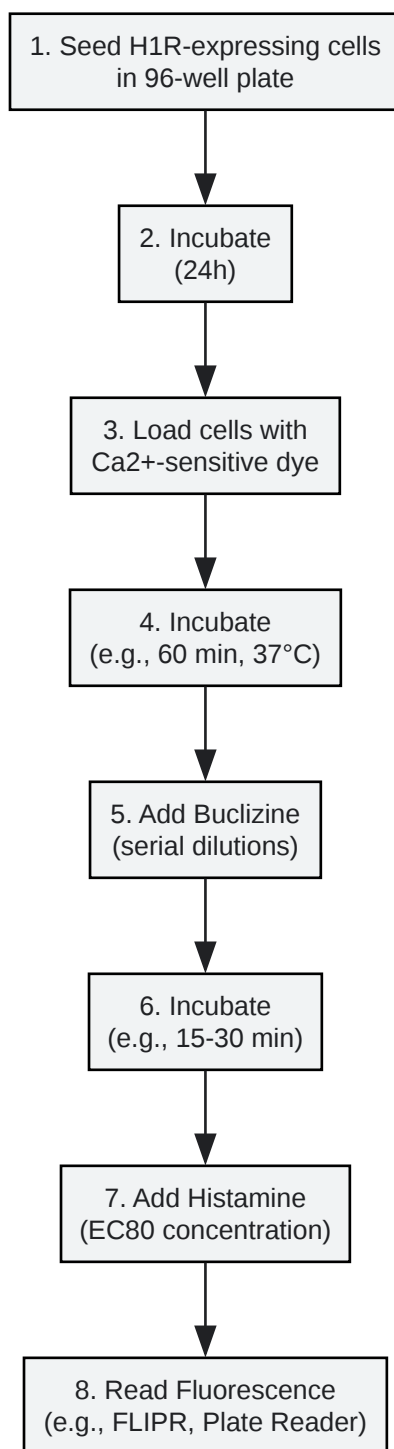 1. Seed H1R-expressing cells
in 96-well plate
2. Incubate
(24h)
3. Load cells with
Ca2+-sensitive dye
4. Incubate
(e.g., 60 min, 37°C)
5. Add Buclizine
(serial dilutions)
6. Incubate
(e.g., 15-30 min)
7. Add Histamine
(EC80 concentration)
8. Read Fluorescence
(e.g., FLIPR, Plate Reader)